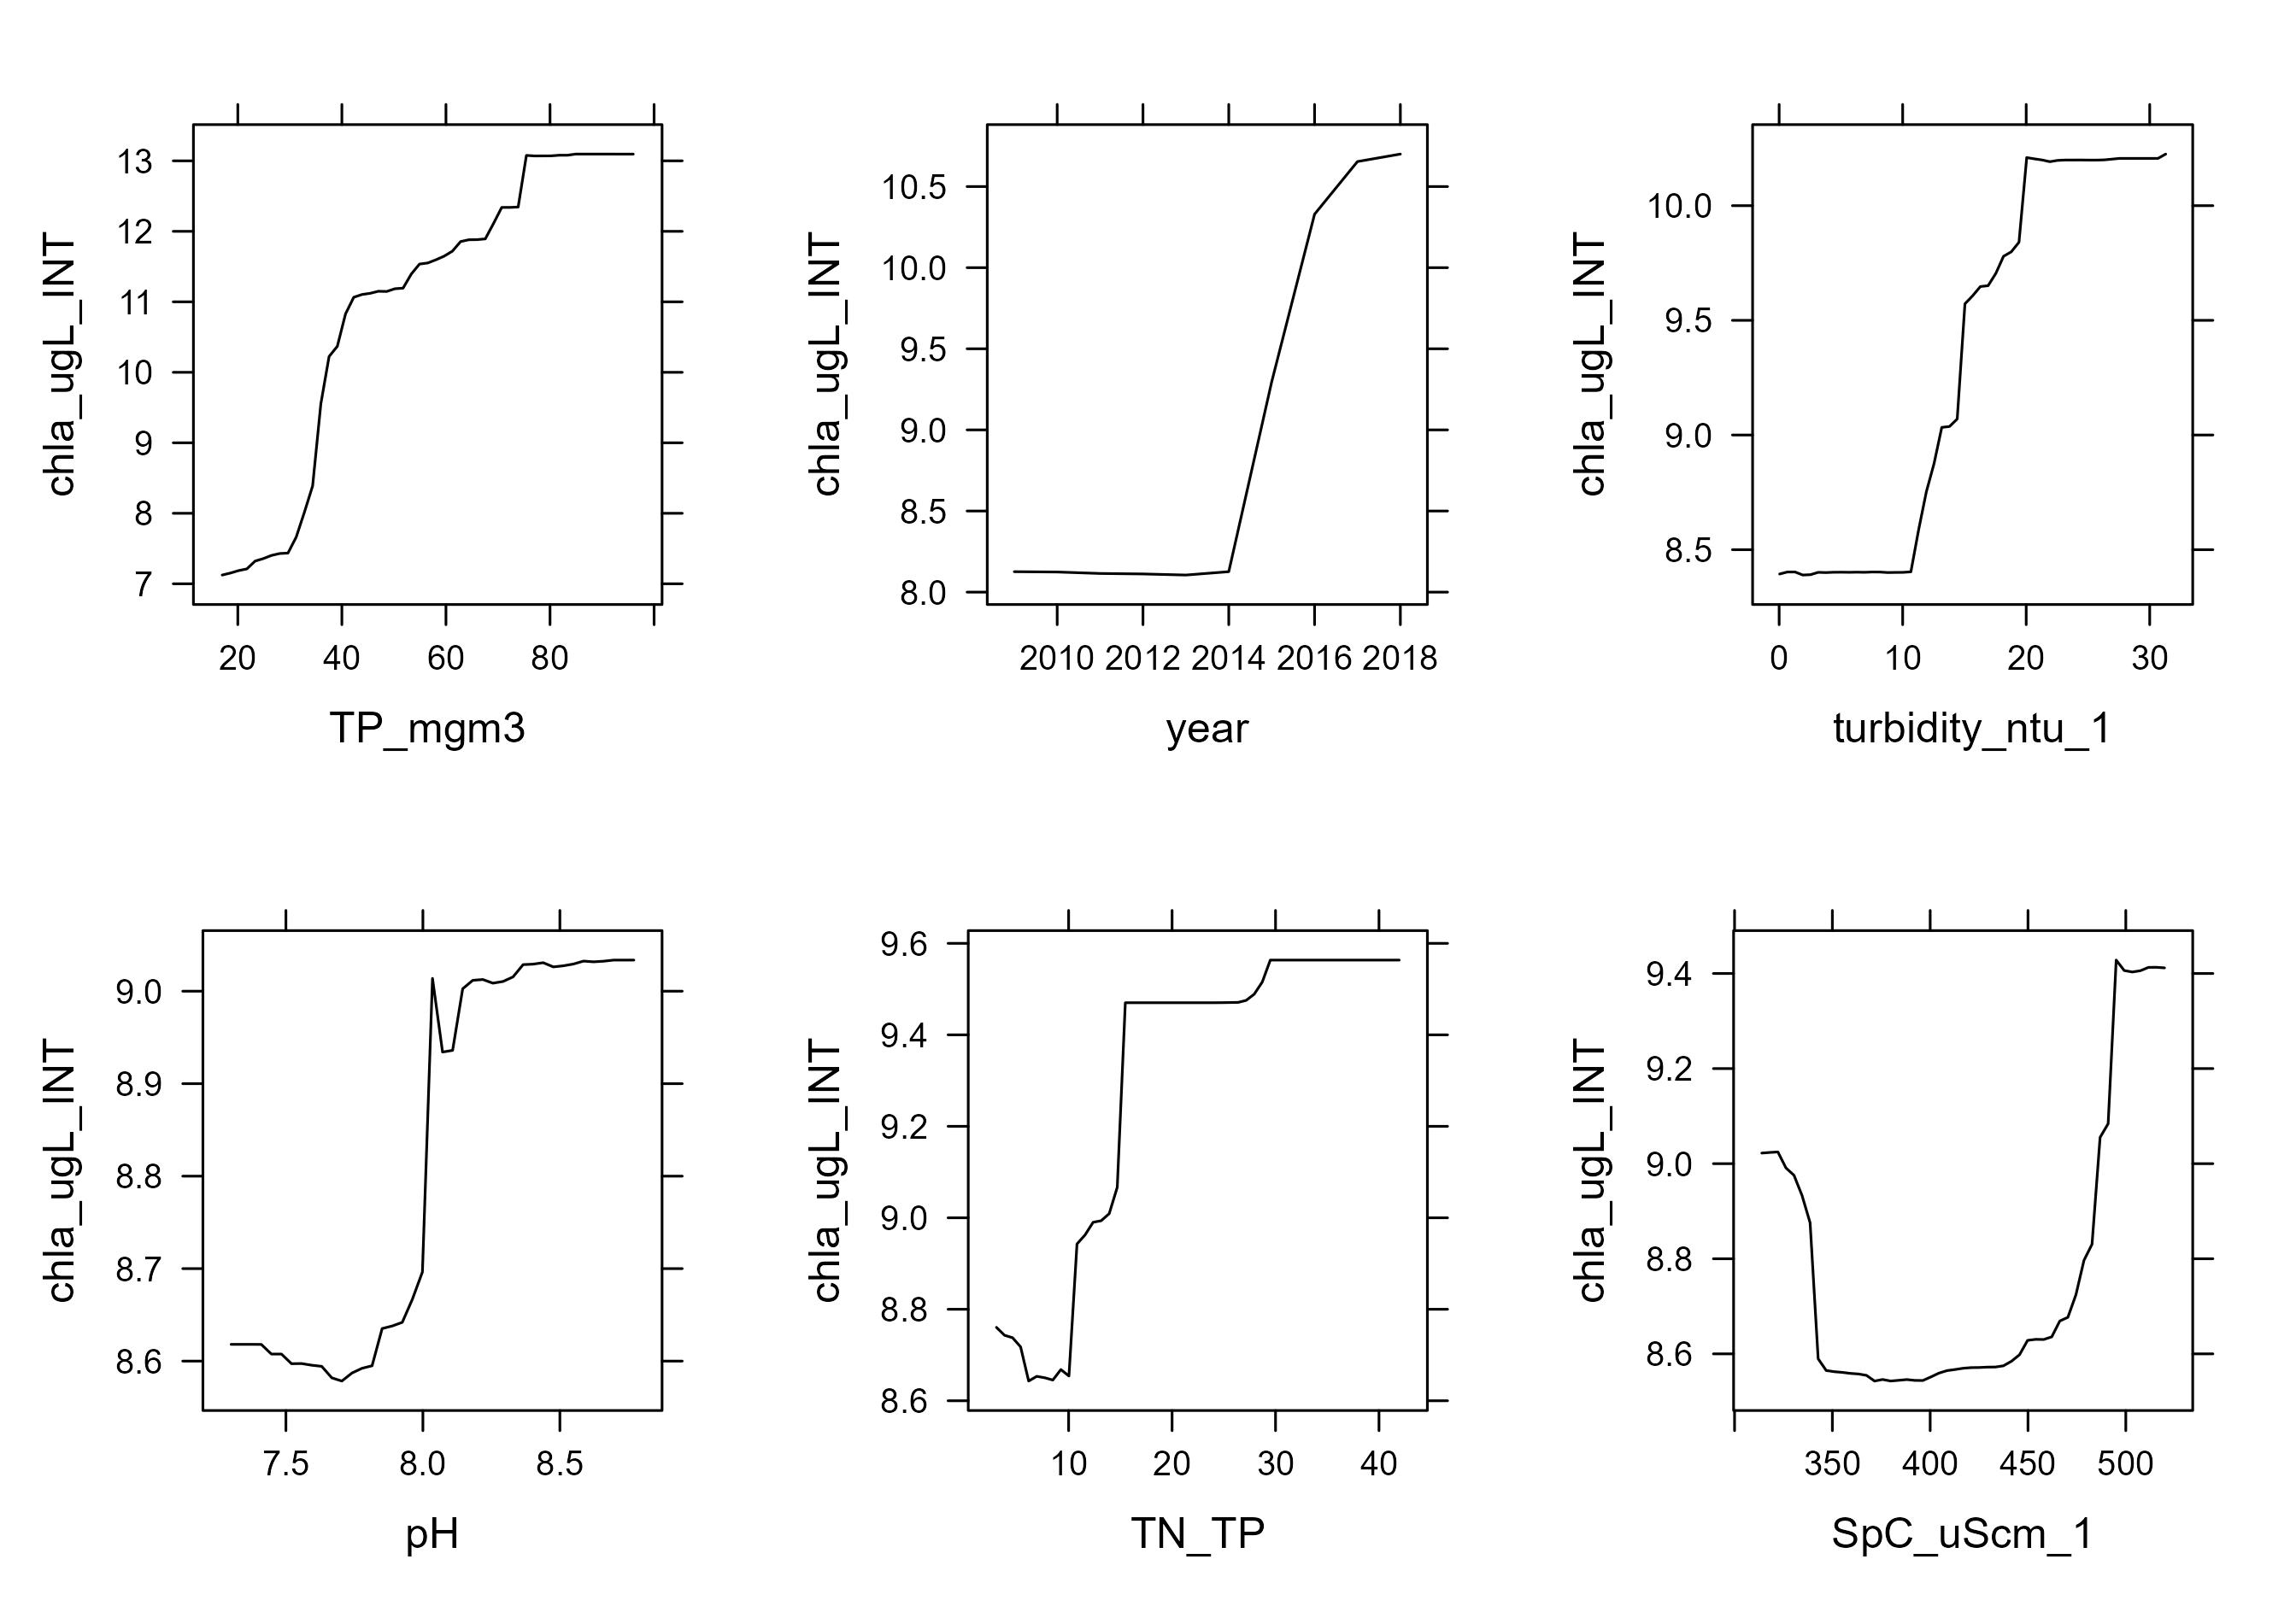 13
12
11
10
9
8
7
chla_ugL_INT
20 40 60 80
TP_mgm3
10.5
10.0
9.5
9.0
8.5
8.0
chla_ugL_INT
2010 2012 2014 2016 2018
year
10.0
9.5
9.0
8.5
chla_ugL_INT
0 10 20 30
turbidity_ntu_1
9.0
8.9
8.8
8.7
8.6
chla_ugL_INT
7.5 8.0 8.5
pH
9.6
9.4
9.2
9.0
8.8
8.6
chla_ugL_INT
10 20 30 40
TN_TP
9.4
9.2
9.0
8.8
8.6
chla_ugL_INT
350 400 450 500
SpC_uScm_1